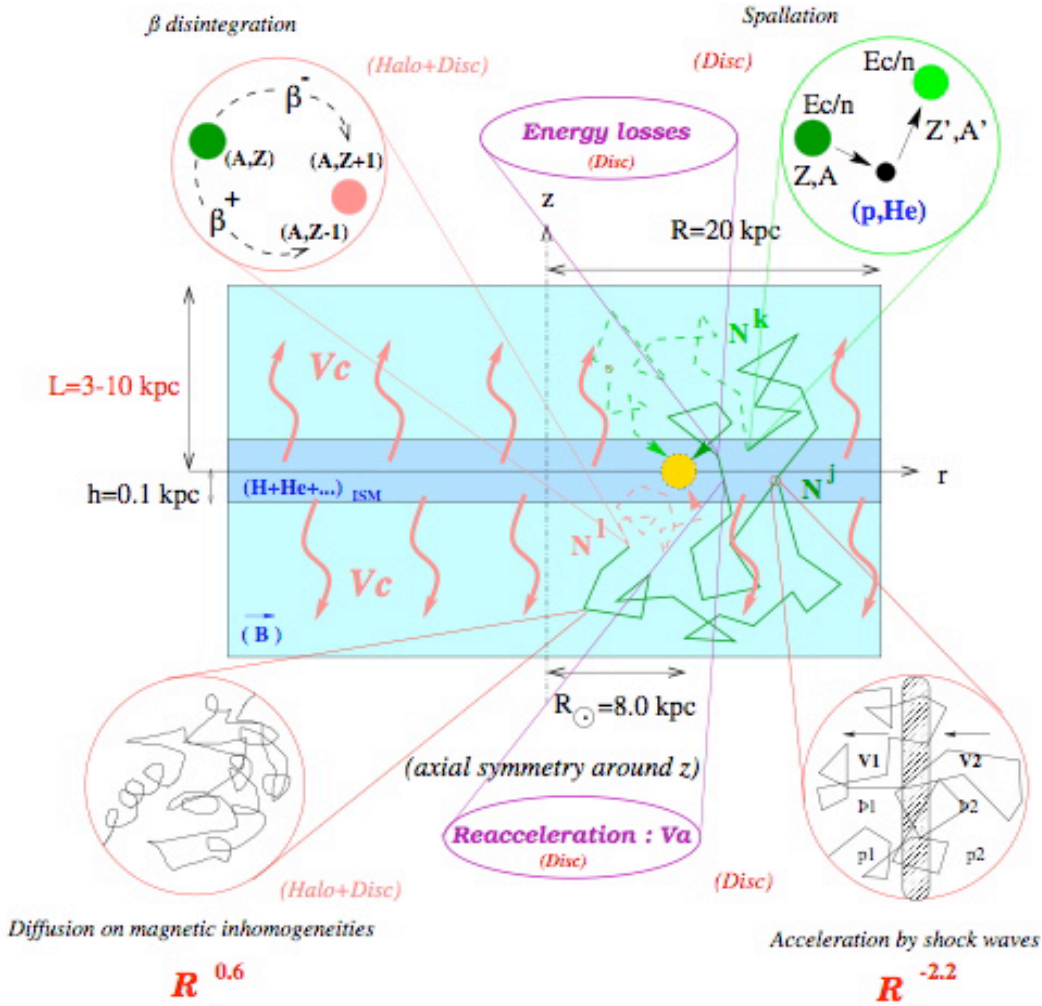 β disintegration
Spallation
(Halo+Disc)
(Disc)
β-
(A,Z)
(A,Z+1)
β+
(A,Z-1)
Energy losses
(Disc)
Ec/n
Ec/n
Z',A'
Z,A
(p,He)
z
R=20 kpc
L=3-10 kpc
Vc
N^k
h=0.1 kpc
(H+He+...) ISM
r
N^j
N^l
Vc
(B)
R☉=8.0 kpc
(axial symmetry around z)
V1
V2
Þ1
Þ2
p1
p2
Reacceleration : Va
(Disc)
(Halo+Disc)
(Disc)
Diffusion on magnetic inhomogeneities
Acceleration by shock waves
R 0.6
R -2.2